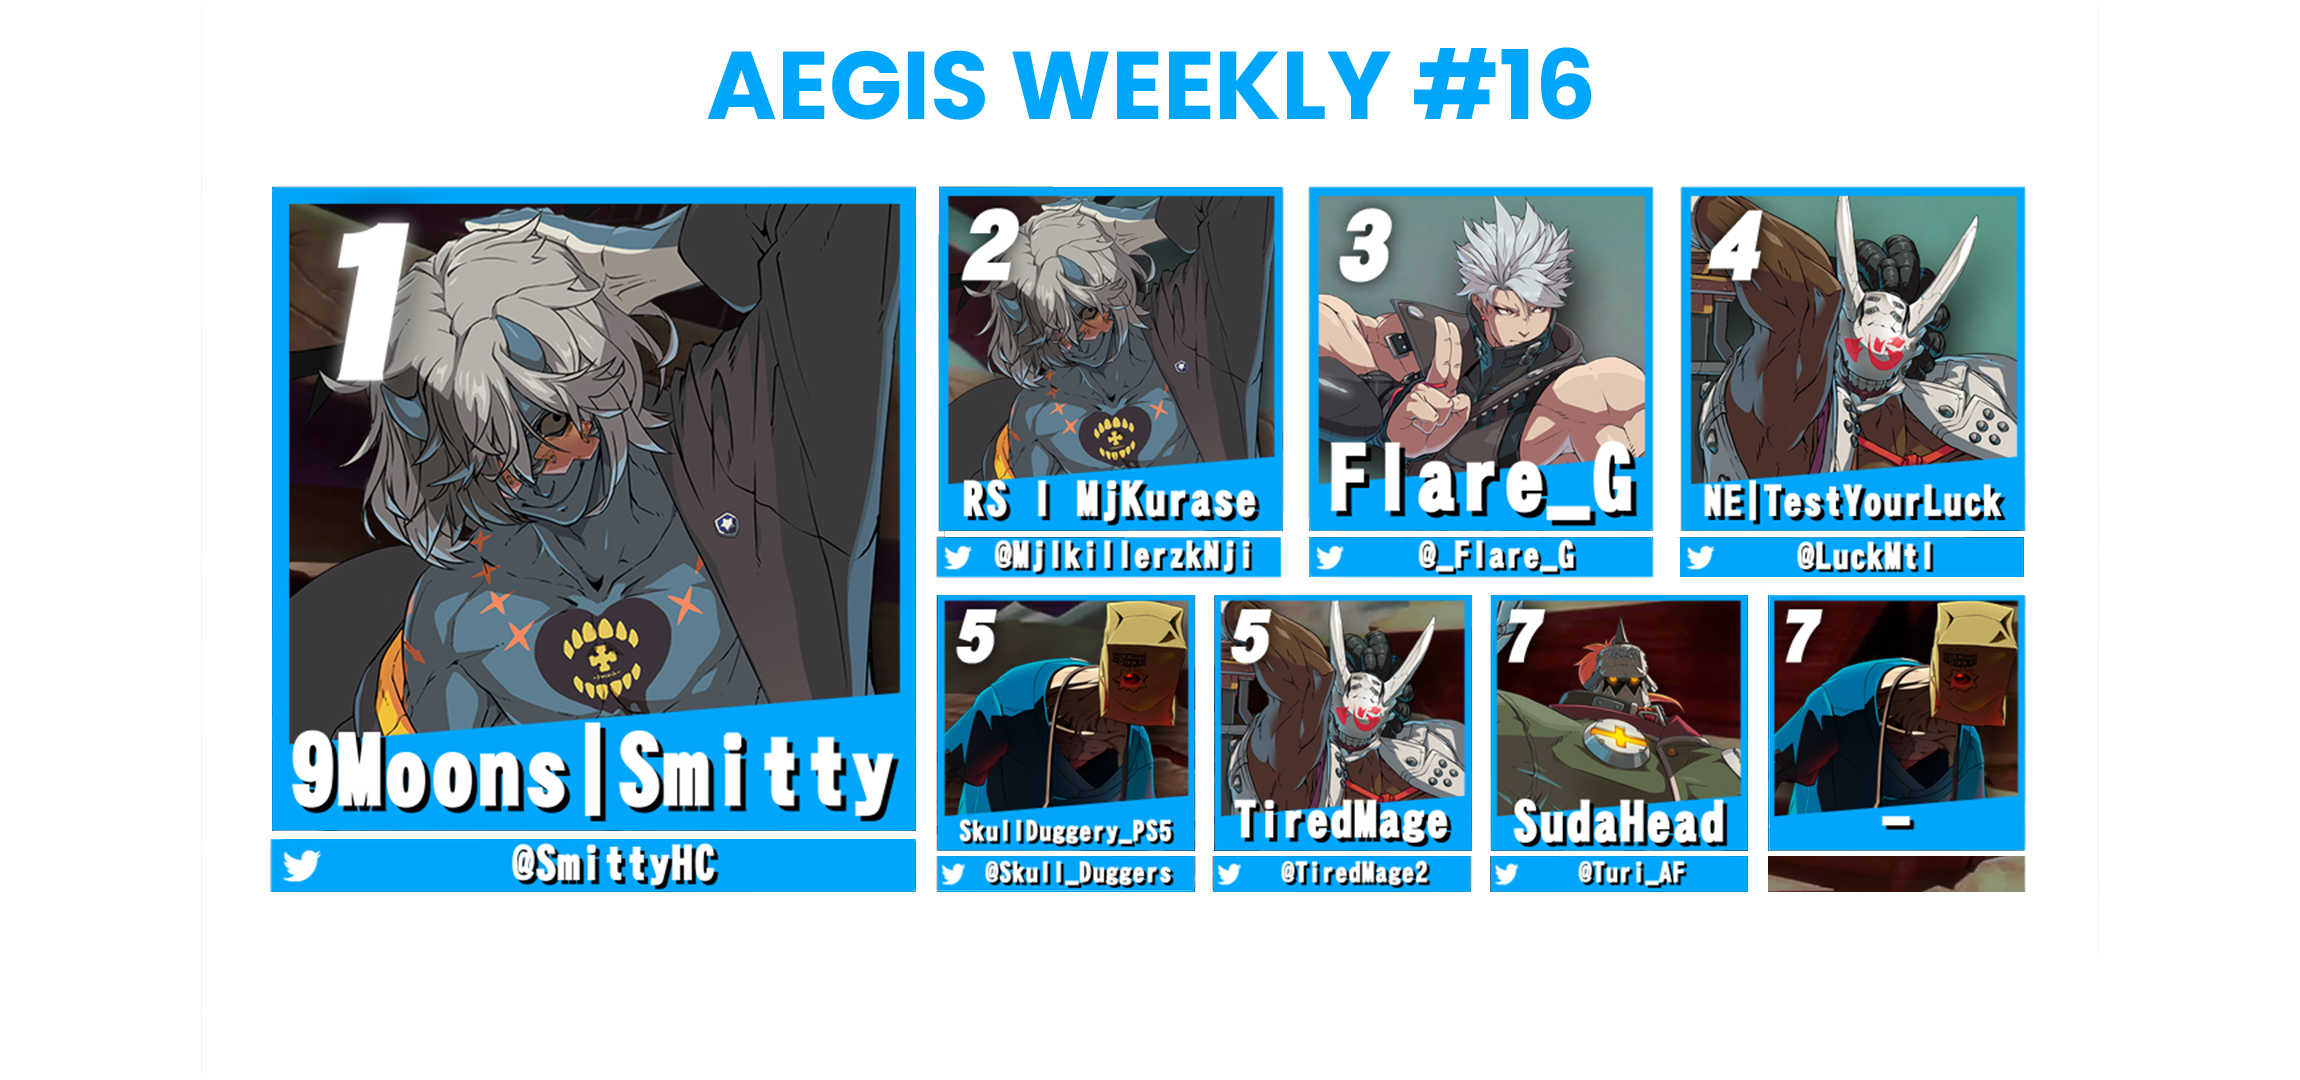 AEGIS WEEKLY #16
1
9Moons|Smitty
@SmittyHC
2
RS | MjKurase
@MjIkillerzkNji
3
Flare_G
@_Flare_G
4
NE|TestYourLuck
@LuckMtl
5
SkullDuggery_PS5
@Skull_Duggers
5
TiredMage
@TiredMage2
7
SudaHead
@Turi_AF
7
_